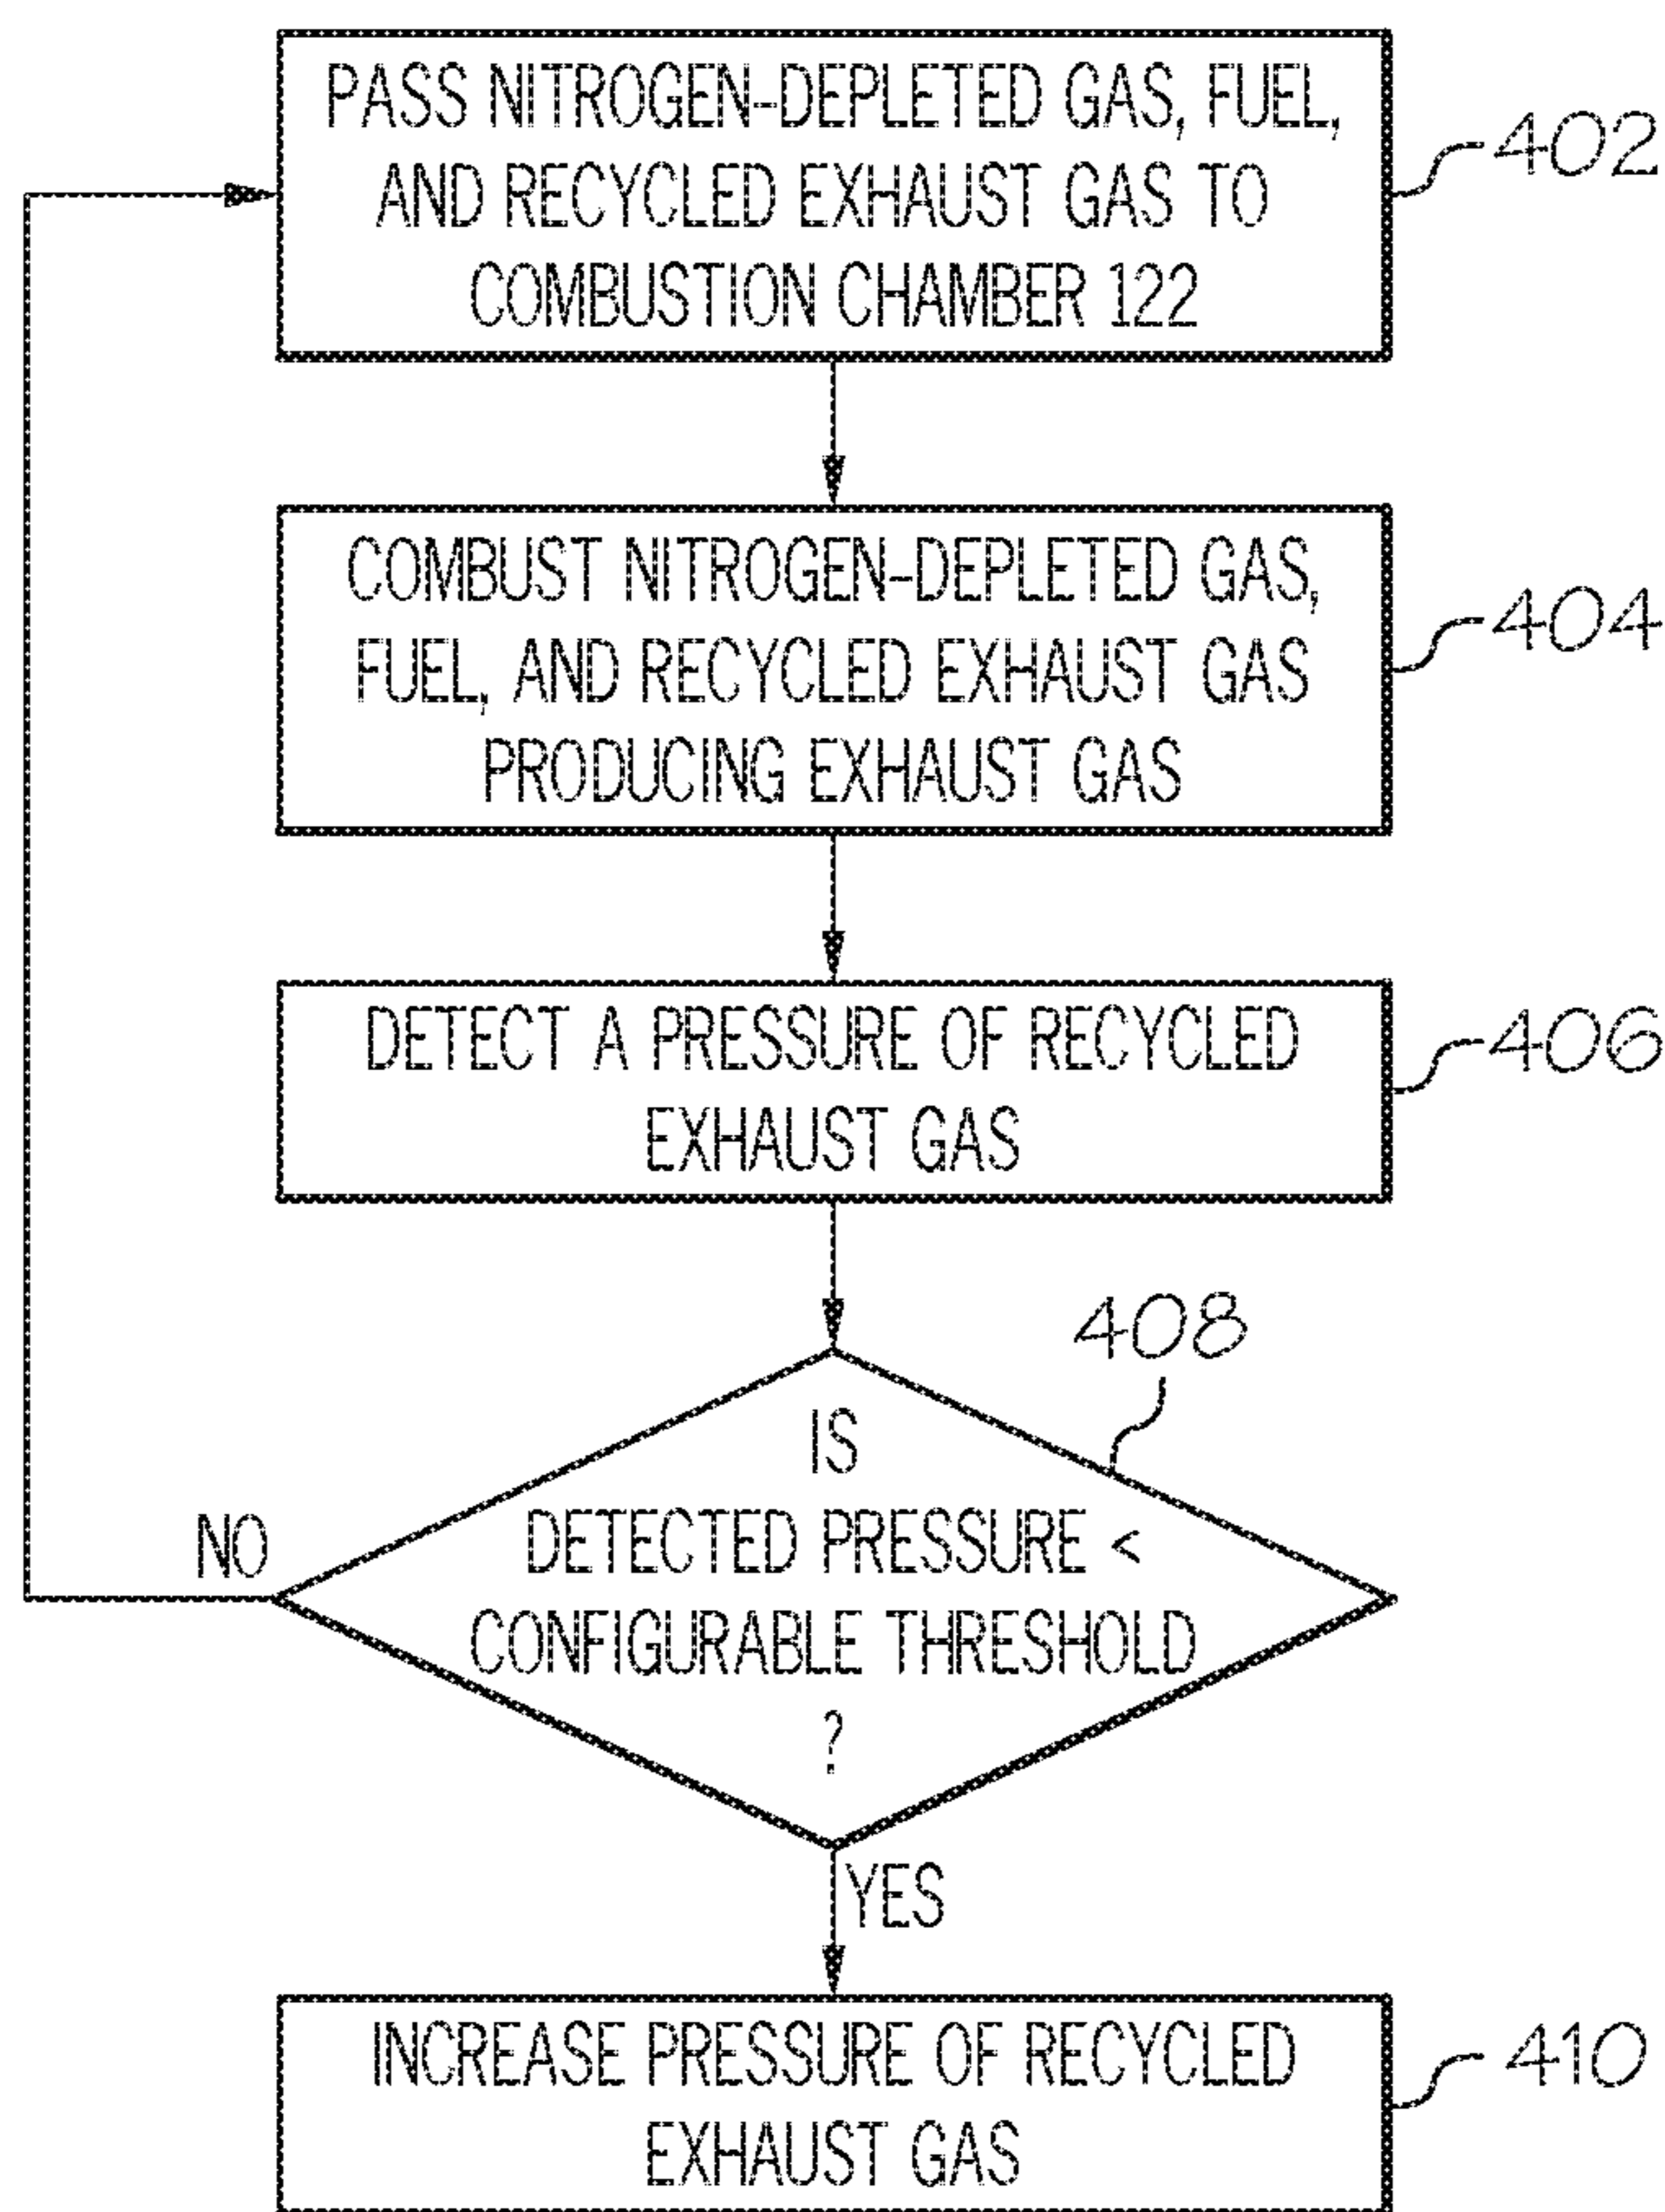 PASS NITROGEN-DEPLETED GAS, FUEL,
AND RECYCLED EXHAUST GAS TO
COMBUSTION CHAMBER 122
402
COMBUST NITROGEN-DEPLETED GAS,
FUEL, AND RECYCLED EXHAUST GAS
PRODUCING EXHAUST GAS
404
DETECT A PRESSURE OF RECYCLED
EXHAUST GAS
406
408
IS
DETECTED PRESSURE <
CONFIGURABLE THRESHOLD
?
NO
YES
INCREASE PRESSURE OF RECYCLED
EXHAUST GAS
410